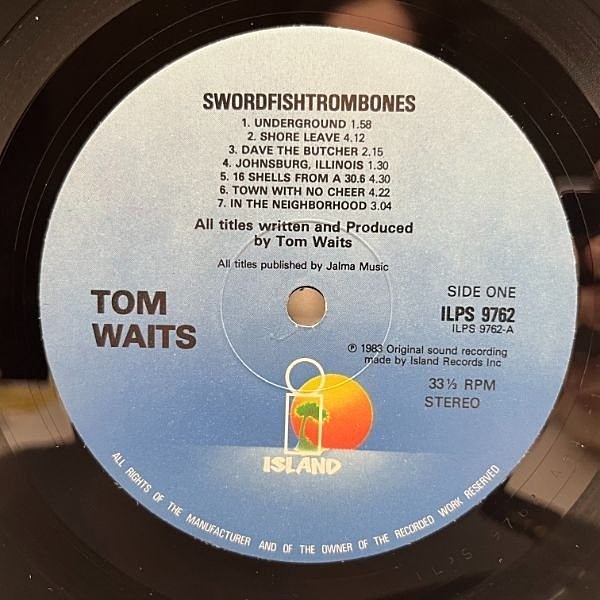 SWORDFISHTROMBONES
1. UNDERGROUND 1.58
2. SHORE LEAVE 4.12
3. DAVE THE BUTCHER 2.15
4. JOHNSBURG, ILLINOIS 1.30
5. 16 SHELLS FROM A 30.6 4.30
6. TOWN WITH NO CHEER 4.22
7. IN THE NEIGHBORHOOD 3.04
All titles written and Produced
by Tom Waits
All titles published by Jalma Music
TOM
WAITS
SIDE ONE
ILPS 9762
ILPS 9762-A
℗ 1983 Original sound recording
made by Island Records Inc
33⅓ RPM
STEREO
ISLAND
ALL RIGHTS OF THE MANUFACTURER AND OF THE OWNER OF THE RECORDED WORK RESERVED